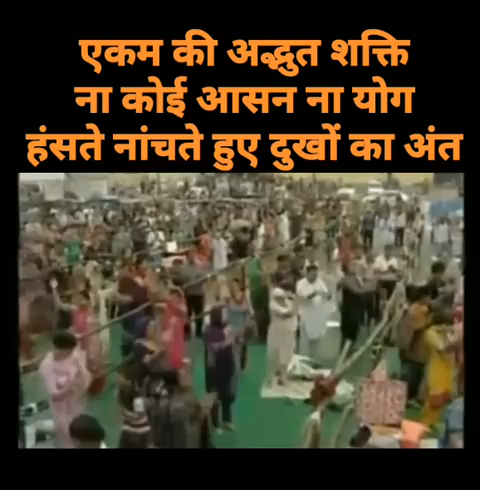 एकम की अद्भुत शक्ति
ना कोई आसन ना योग
हंसते नांचते हुए दुखों का अंत